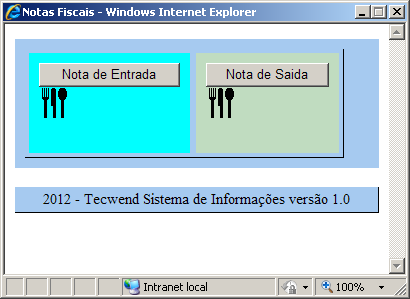 Notas Fiscais - Windows Internet Explorer
Nota de Entrada
Nota de Saida
2012 - Tecwend Sistema de Informações versão 1.0
Intranet local
100%